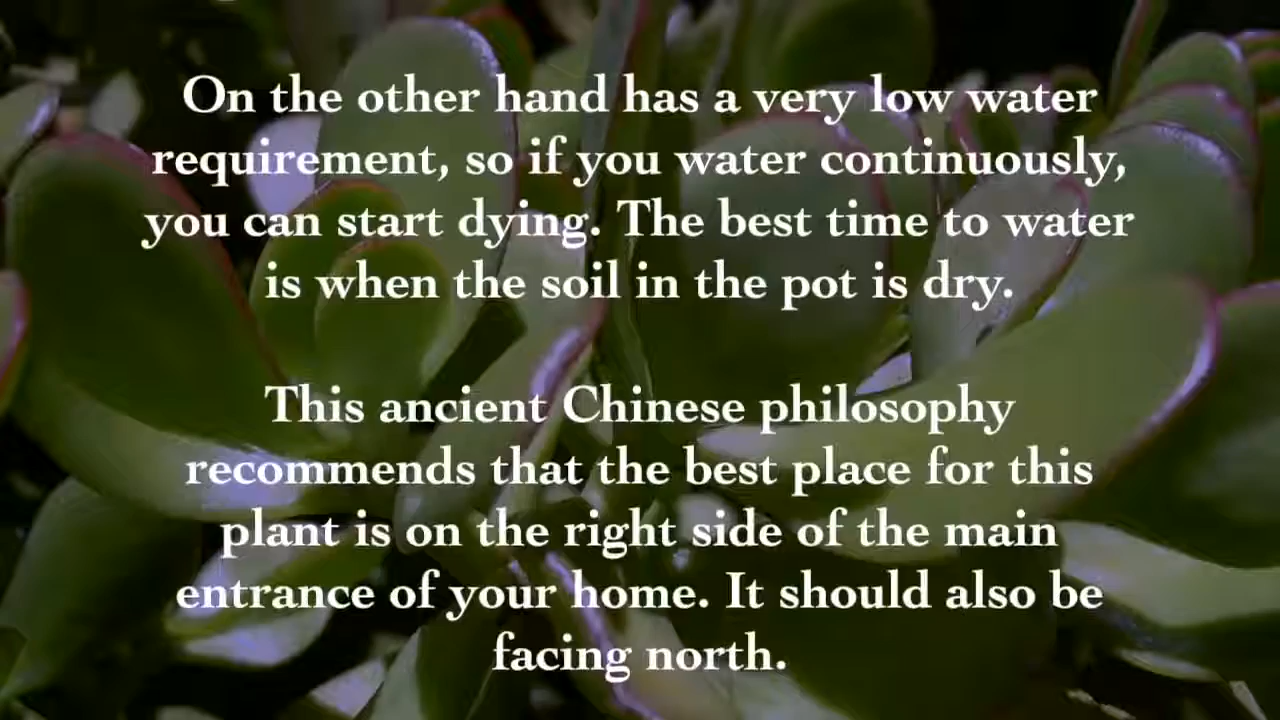 On the other hand has a very low water
requirement, so if you water continuously,
you can start dying. The best time to water
is when the soil in the pot is dry.
This ancient Chinese philosophy
recommends that the best place for this
plant is on the right side of the main
entrance of your home. It should also be
facing north.